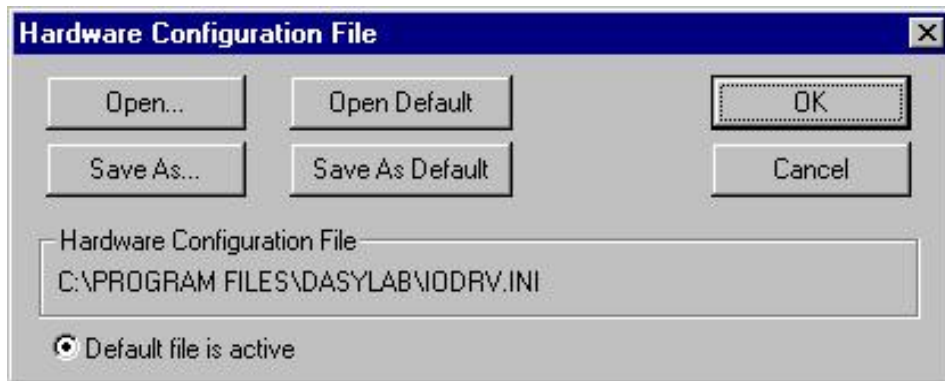 Hardware Configuration File
Open... Open Default OK
Save As... Save As Default Cancel
Hardware Configuration File
C:\PROGRAM FILES\DASYLAB\IODRV.INI
Default file is active